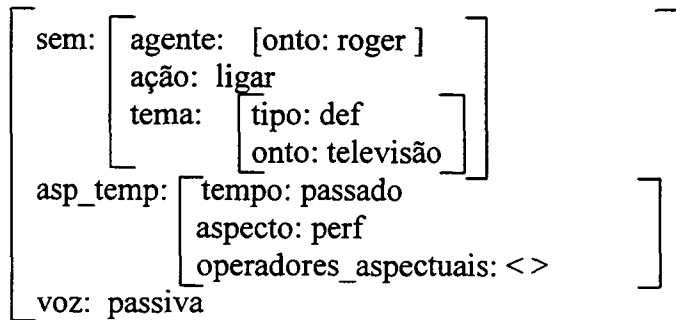 sem: agente: [onto: roger ]
ação: ligar
tema: tipo: def
onto: televisão
asp_temp: tempo: passado
aspecto: perf
operadores_aspectuais: < >
voz: passiva